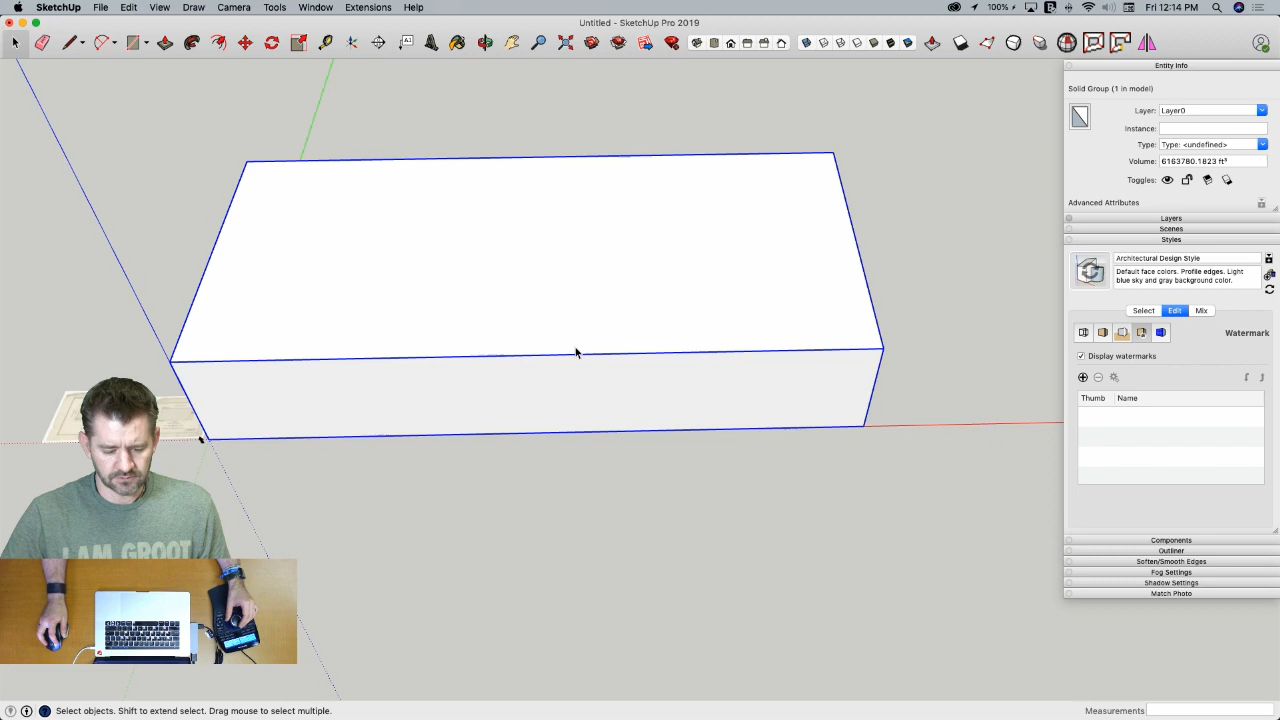 SketchUp File Edit View Draw Camera Tools Window Extensions Help
100% Fri 12:14 PM
Untitled - SketchUp Pro 2019
Entity Info
Solid Group (1 in model)
Layer: Layer0
Instance:
Type: Type: <undefined>
Volume: 6163780.1823 ft³
Toggles:
Advanced Attributes
Layers
Scenes
Styles
Architectural Design Style
Default face colors. Profile edges. Light
blue sky and gray background color.
Select Edit Mix
Watermark
Display watermarks
Thumb Name
I AM GROOT
Components
Outliner
Soften/Smooth Edges
Fog Settings
Shadow Settings
Match Photo
Select objects. Shift to extend select. Drag mouse to select multiple.
Measurements